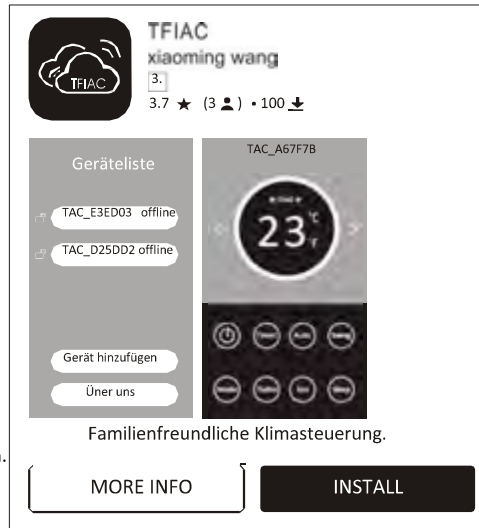 TFIAC
TFIAC
xiaoming wang
3.
3.7 ★ (3 ) • 100
Geräteliste
TAC_E3ED03 offline
TAC_D25DD2 offline
Gerät hinzufügen
Üner uns
TAC_A67F7B
23 °C
°F
Familienfreundliche Klimasteuerung.
MORE INFO
INSTALL